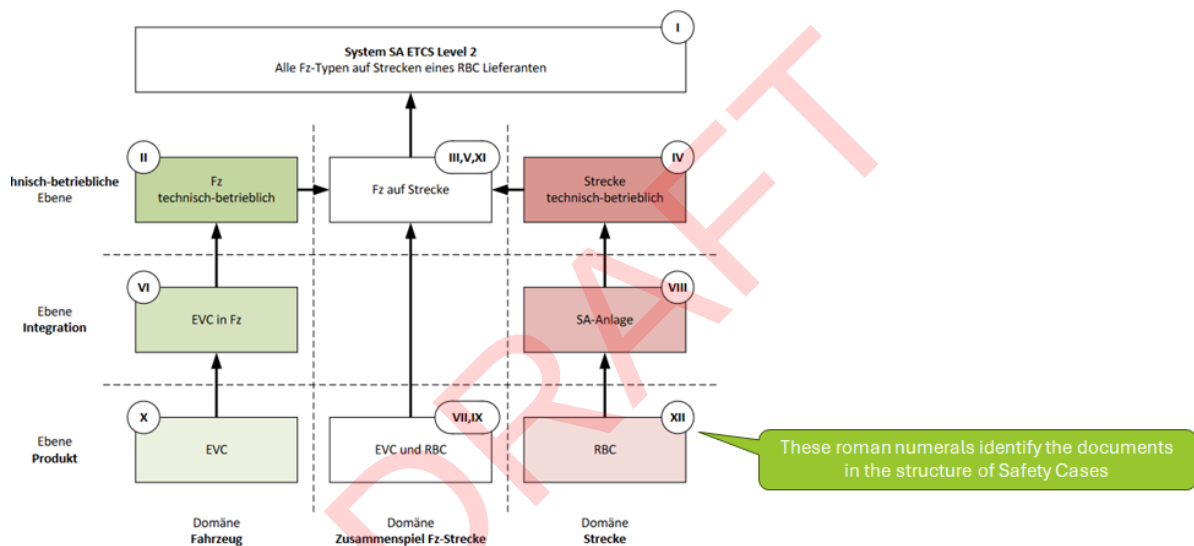 I
System SA ETCS Level 2
Alle Fz-Typen auf Strecken eines RBC Lieferanten
II
III,V,XI
IV
hnisch-betriebliche
Ebene
Fz
technisch-betrieblich
Fz auf Strecke
Strecke
technisch-betrieblich
VI
VIII
Ebene
Integration
EVC in Fz
SA-Anlage
X
VII,IX
XII
Ebene
Produkt
EVC
EVC und RBC
RBC
These roman numerals identify the documents
in the structure of Safety Cases
Domäne
Fahrzeug
Domäne
Zusammenspiel Fz-Strecke
Domäne
Strecke
DRAFT